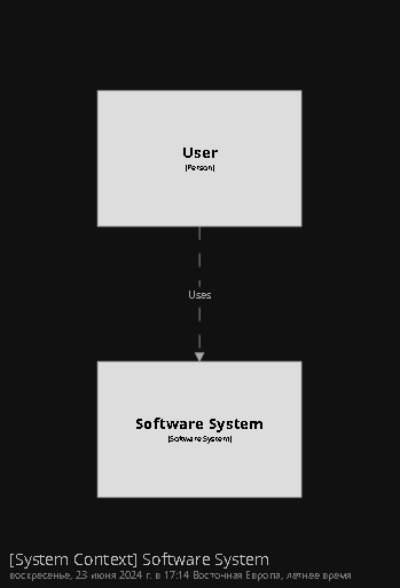 User
[Person]
Uses
Software System
[Software System]
[System Context] Software System
воскресенье, 23 июня 2024 г. в 17:14 Восточная Европа, летнее время